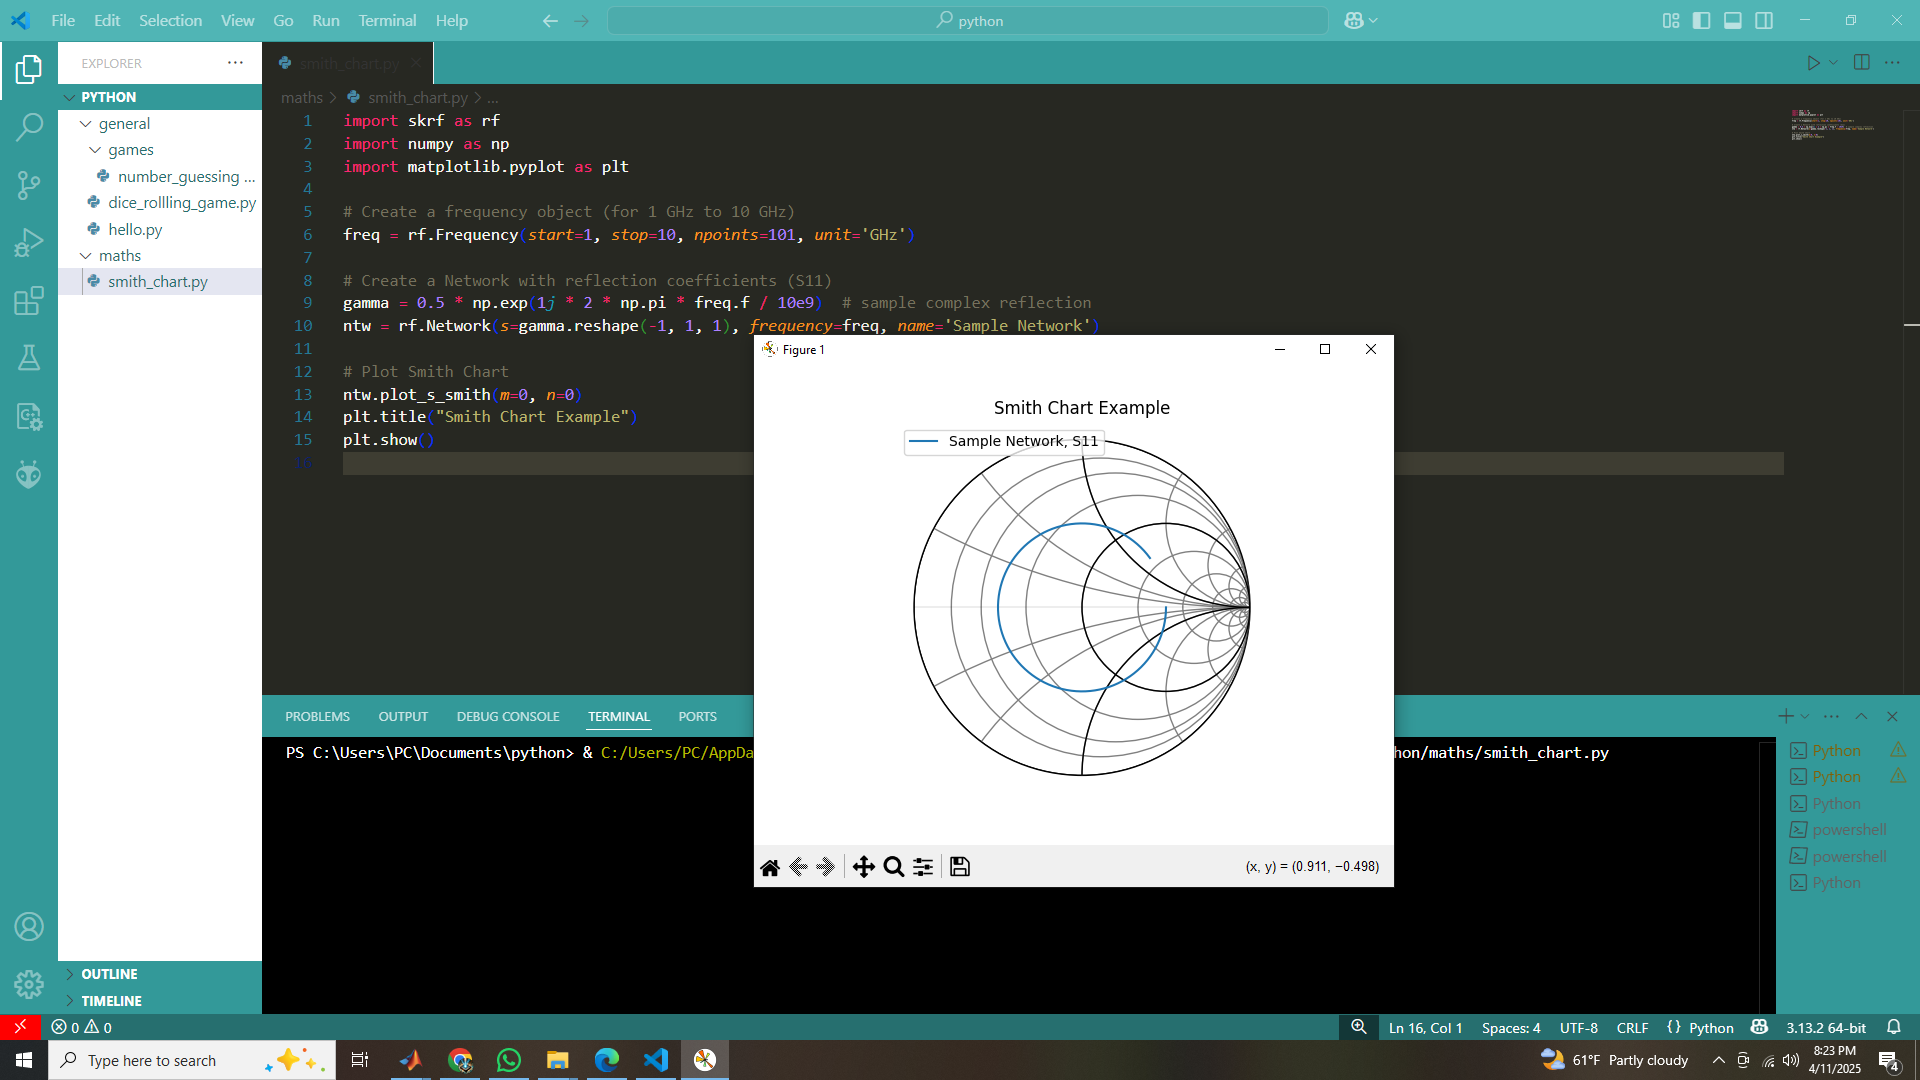 File Edit Selection View Go Run Terminal Help
python
EXPLORER
smith_chart.py
PYTHON
general
games
number_guessing ...
dice_rollling_game.py
hello.py
maths
smith_chart.py
OUTLINE
TIMELINE
maths > smith_chart.py > ...
1 import skrf as rf
2 import numpy as np
3 import matplotlib.pyplot as plt
4
5 # Create a frequency object (for 1 GHz to 10 GHz)
6 freq = rf.Frequency(start=1, stop=10, npoints=101, unit='GHz')
7
8 # Create a Network with reflection coefficients (S11)
9 gamma = 0.5 * np.exp(1j * 2 * np.pi * freq.f / 10e9)  # sample complex reflection
10 ntw = rf.Network(s=gamma.reshape(-1, 1, 1), frequency=freq, name='Sample Network')
11
12 # Plot Smith Chart
13 ntw.plot_s_smith(m=0, n=0)
14 plt.title("Smith Chart Example")
15 plt.show()
16
Figure 1
Smith Chart Example
Sample Network, S11
(x, y) = (0.911, −0.498)
PROBLEMS OUTPUT DEBUG CONSOLE TERMINAL PORTS
PS C:\Users\PC\Documents\python> & C:/Users/PC/AppDa
hon/maths/smith_chart.py
Python
Python
Python
powershell
powershell
Python
0 0
Ln 16, Col 1 Spaces: 4 UTF-8 CRLF {} Python 3.13.2 64-bit
Type here to search
61°F Partly cloudy
8:23 PM
4/11/2025
4